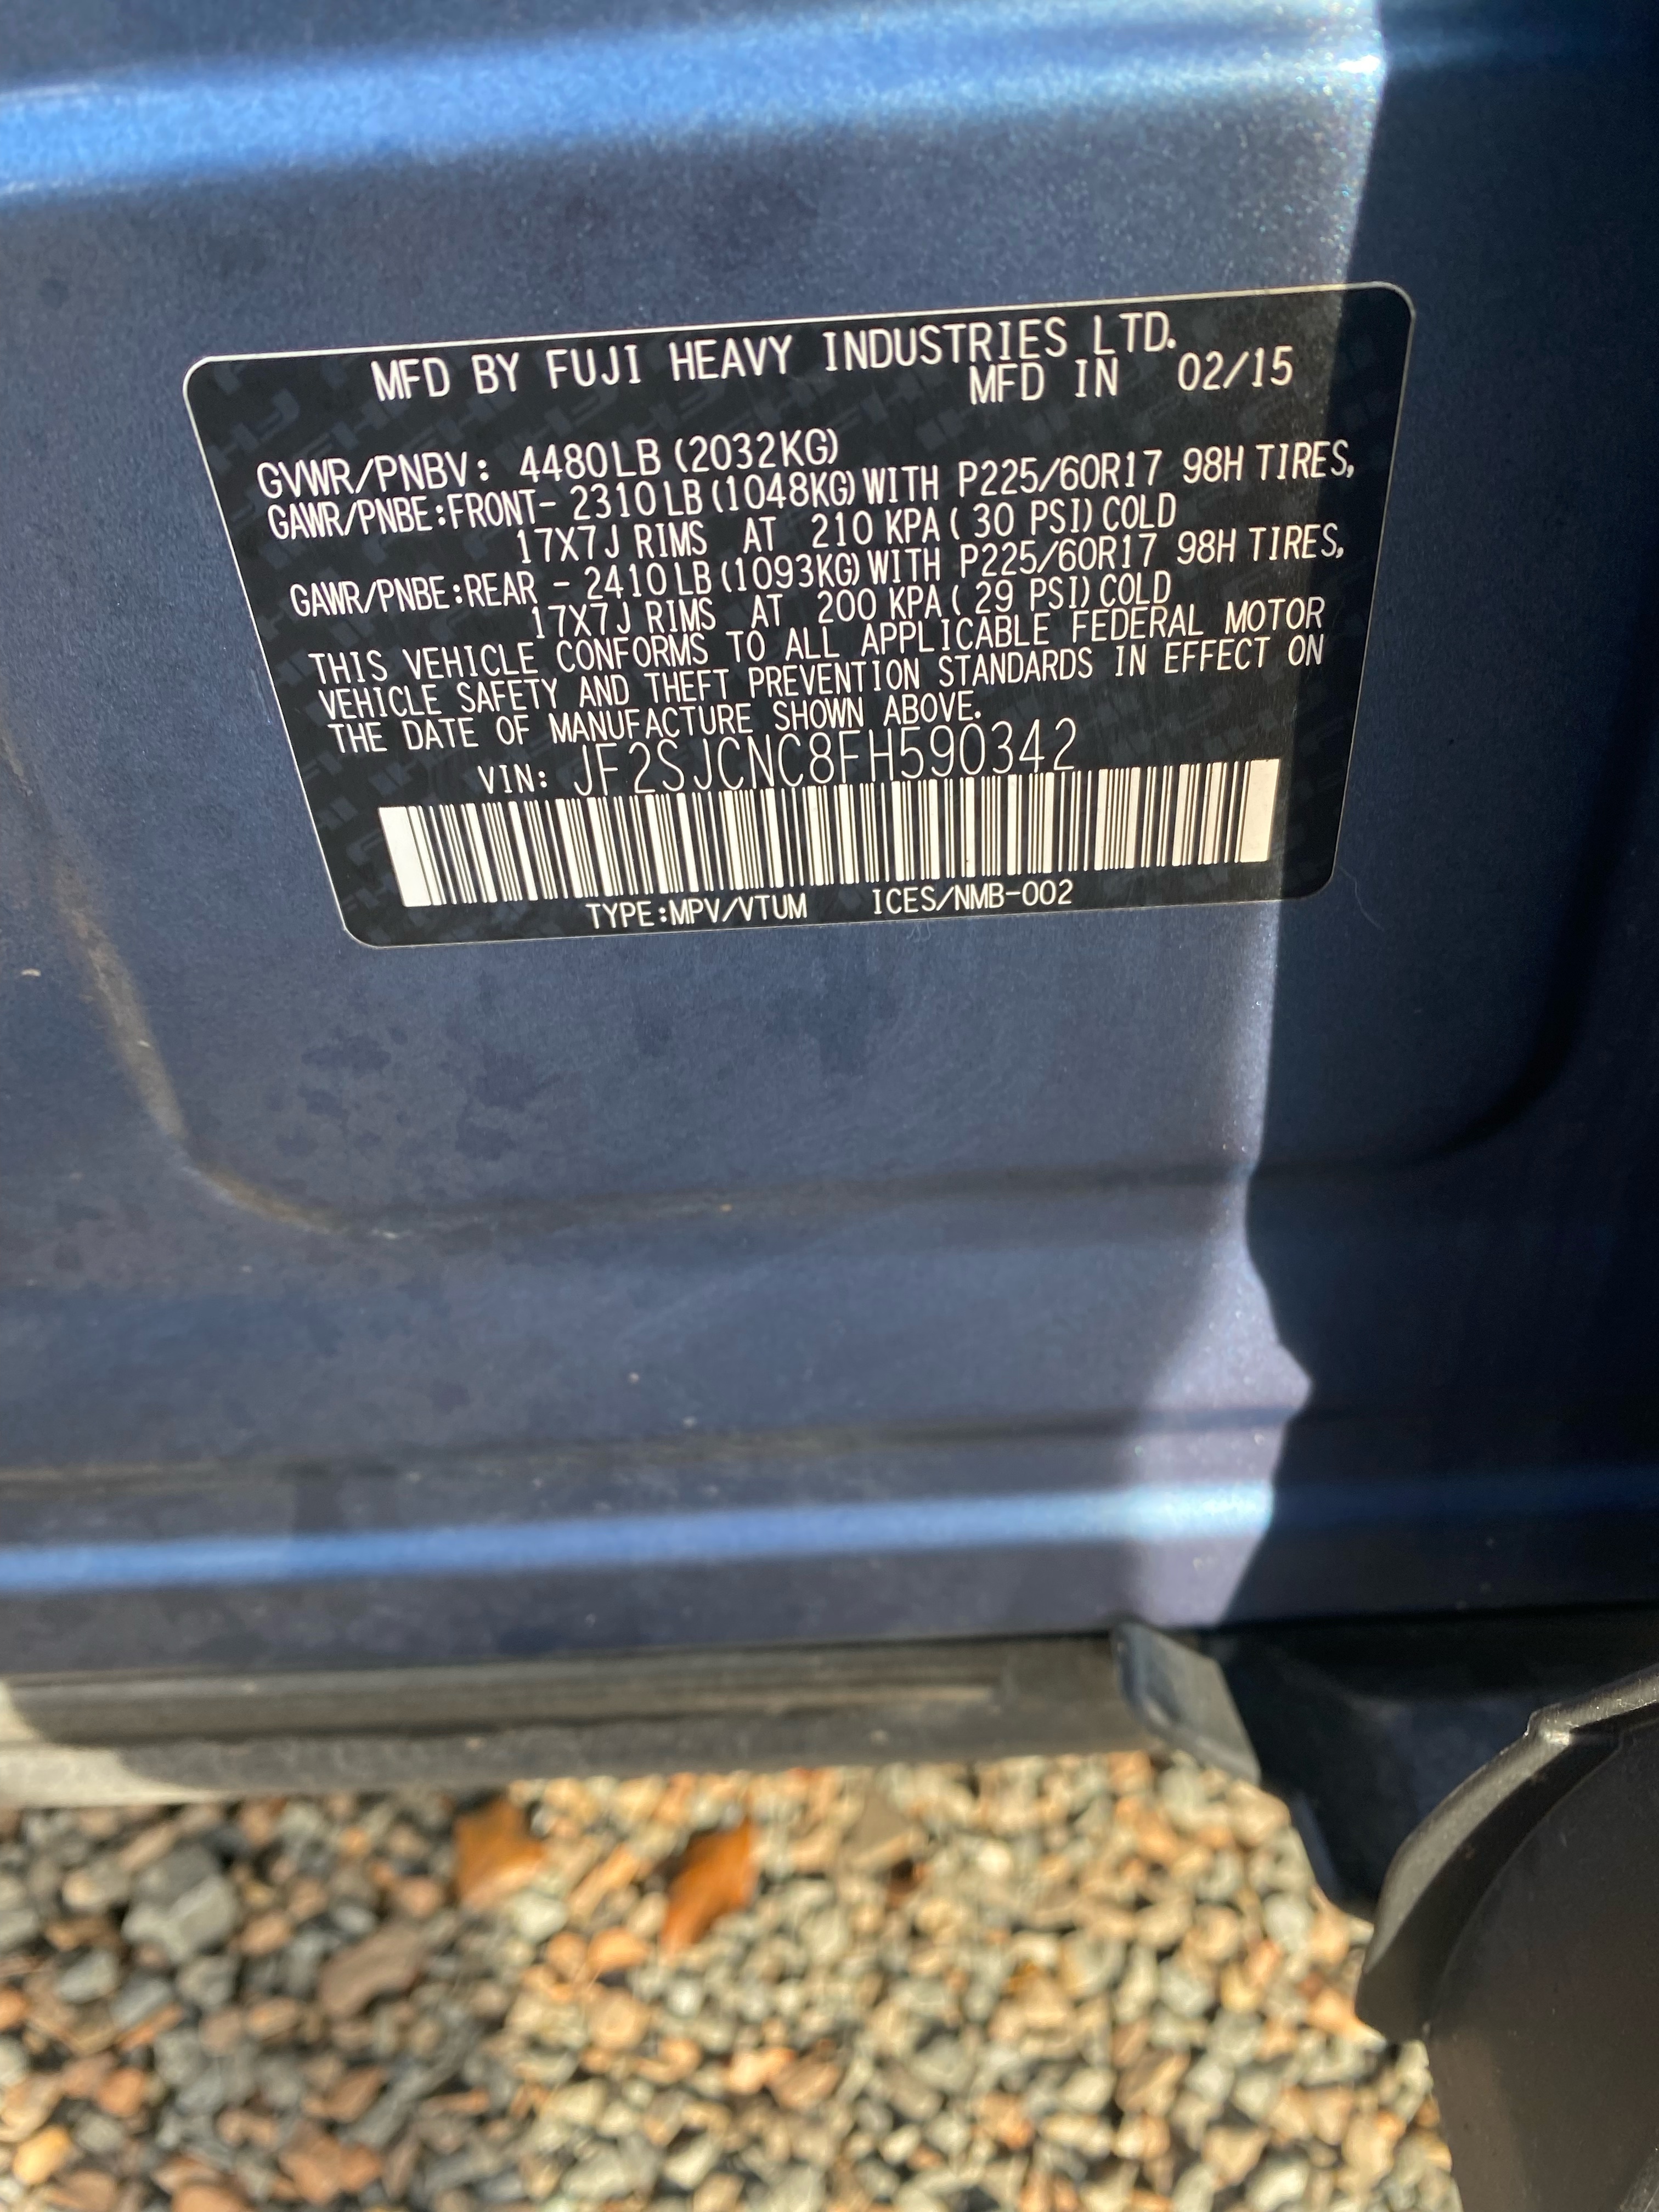 MFD BY FUJI HEAVY INDUSTRIES LTD.
MFD IN 02/15
GVWR/PNBV: 4480LB (2032KG)
GAWR/PNBE:FRONT- 2310LB(1048KG)WITH P225/60R17 98H TIRES,
17X7J RIMS AT 210 KPA( 30 PSI)COLD
GAWR/PNBE:REAR - 2410LB(1093KG)WITH P225/60R17 98H TIRES,
17X7J RIMS AT 200 KPA( 29 PSI)COLD
THIS VEHICLE CONFORMS TO ALL APPLICABLE FEDERAL MOTOR
VEHICLE SAFETY AND THEFT PREVENTION STANDARDS IN EFFECT ON
THE DATE OF MANUFACTURE SHOWN ABOVE.
VIN: JF2SJCNC8FH590342
TYPE:MPV/VTUM ICES/NMB-002